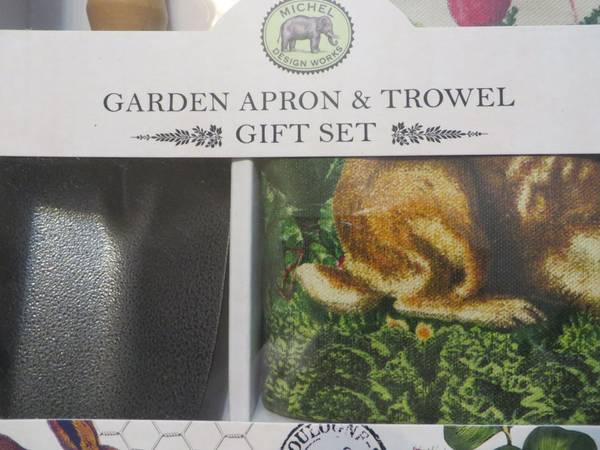 MICHEL
DESIGN WORKS
GARDEN APRON & TROWEL
GIFT SET